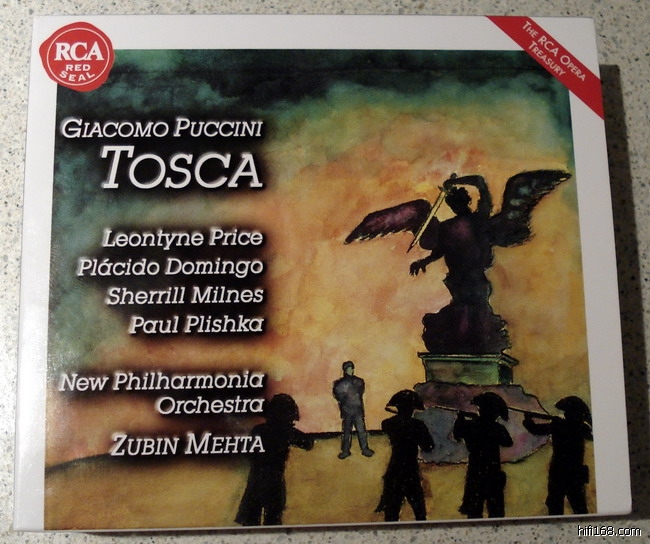 RCA
RED
SEAL
THE RCA OPERA
TREASURY
GIACOMO PUCCINI
TOSCA
Leontyne Price
Plácido Domingo
Sherrill Milnes
Paul Plishka
New Philharmonia
Orchestra
ZUBIN MEHTA
hifi168.com